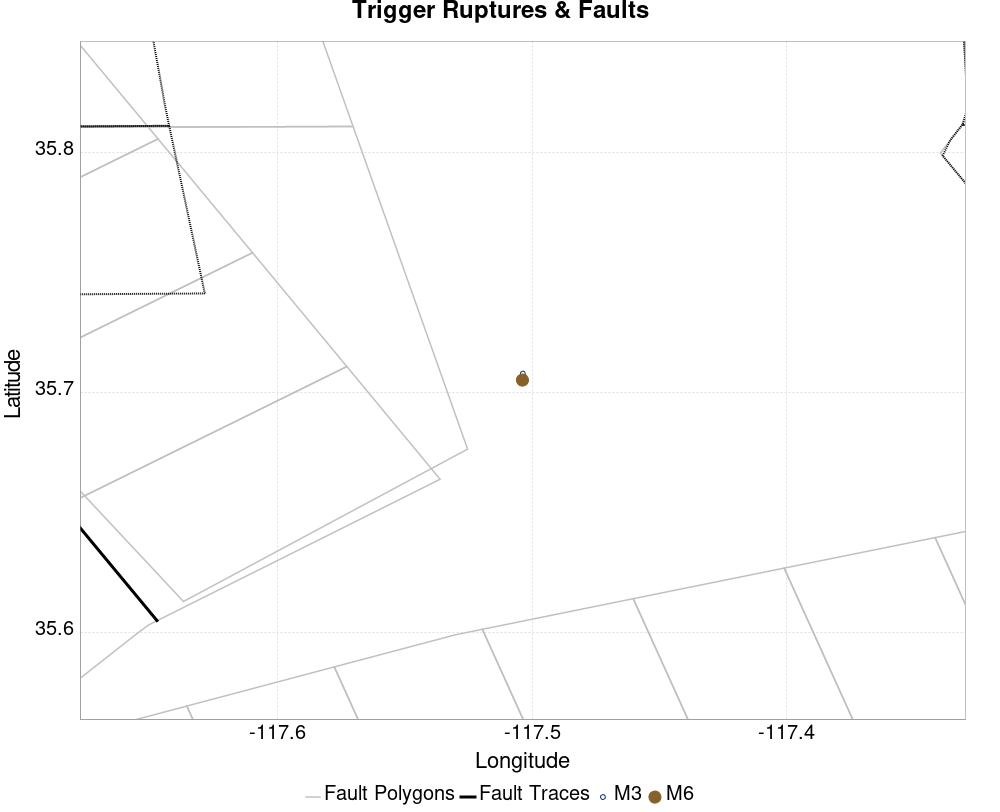 Trigger Ruptures & Faults
35.8
35.7
35.6
Latitude
-117.6
-117.5
-117.4
Longitude
Fault Polygons
Fault Traces
M3
M6